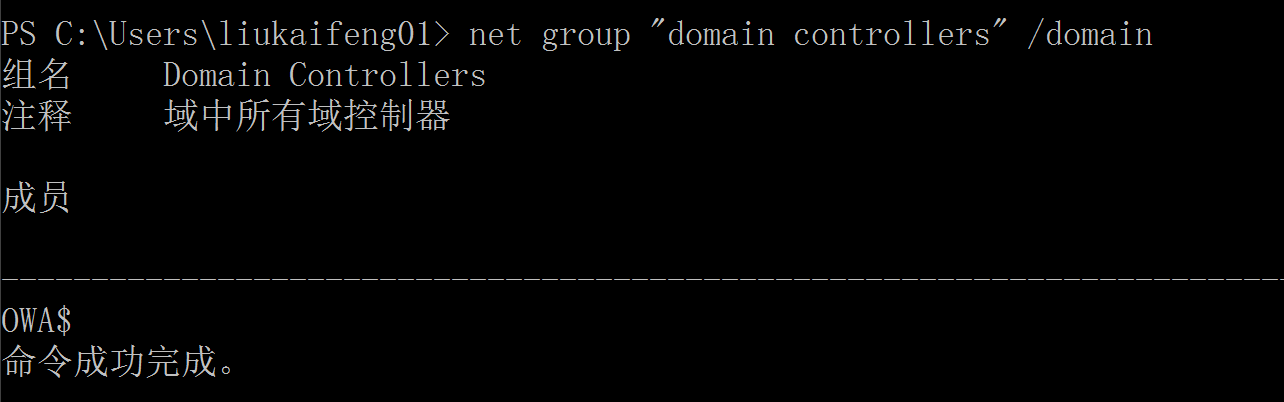 PS C:\Users\liukaifeng01> net group "domain controllers" /domain
组名     Domain Controllers
注释     域中所有域控制器
成员
-------------------------------------------------------------------------------
OWA$
命令成功完成。